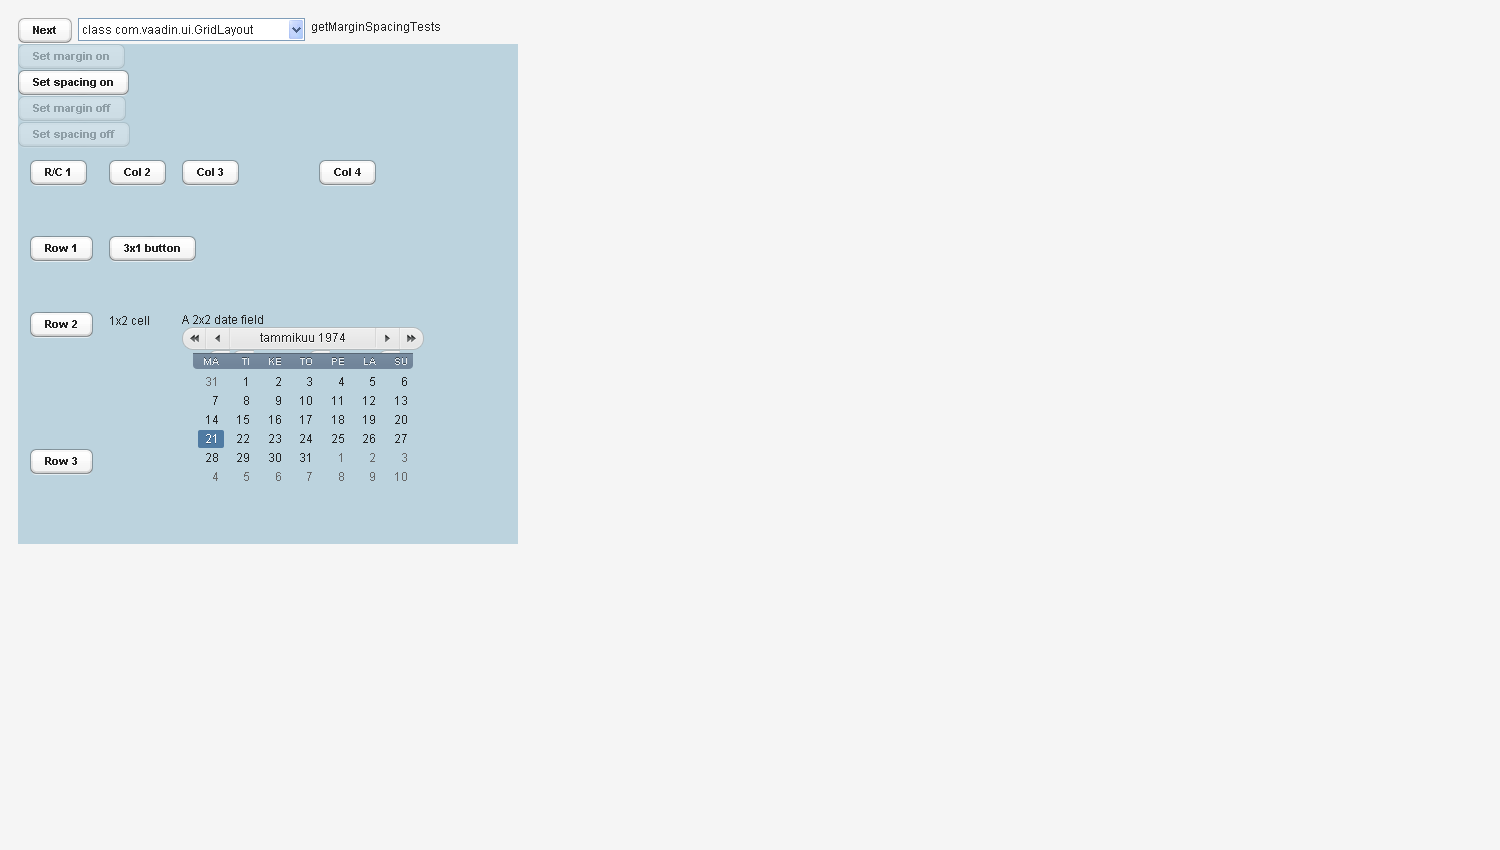 Next class com.vaadin.ui.GridLayout getMarginSpacingTests
Set margin on
Set spacing on
Set margin off
Set spacing off
R/C 1 Col 2 Col 3 Col 4
Row 1 3x1 button
Row 2 1x2 cell A 2x2 date field
tammikuu 1974
MA TI KE TO PE LA SU
31 1 2 3 4 5 6
7 8 9 10 11 12 13
14 15 16 17 18 19 20
21 22 23 24 25 26 27
28 29 30 31 1 2 3
Row 3
4 5 6 7 8 9 10